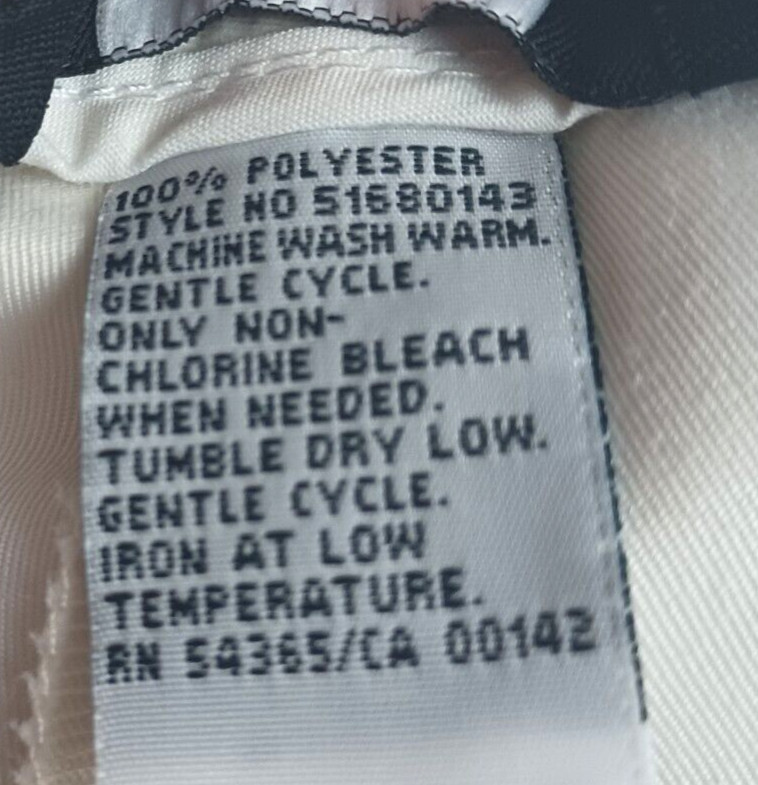 100% POLYESTER
STYLE NO 51680143
MACHINE WASH WARM.
GENTLE CYCLE.
ONLY NON-
CHLORINE BLEACH
WHEN NEEDED.
TUMBLE DRY LOW.
GENTLE CYCLE.
IRON AT LOW
TEMPERATURE.
RN 54365/CA 00142